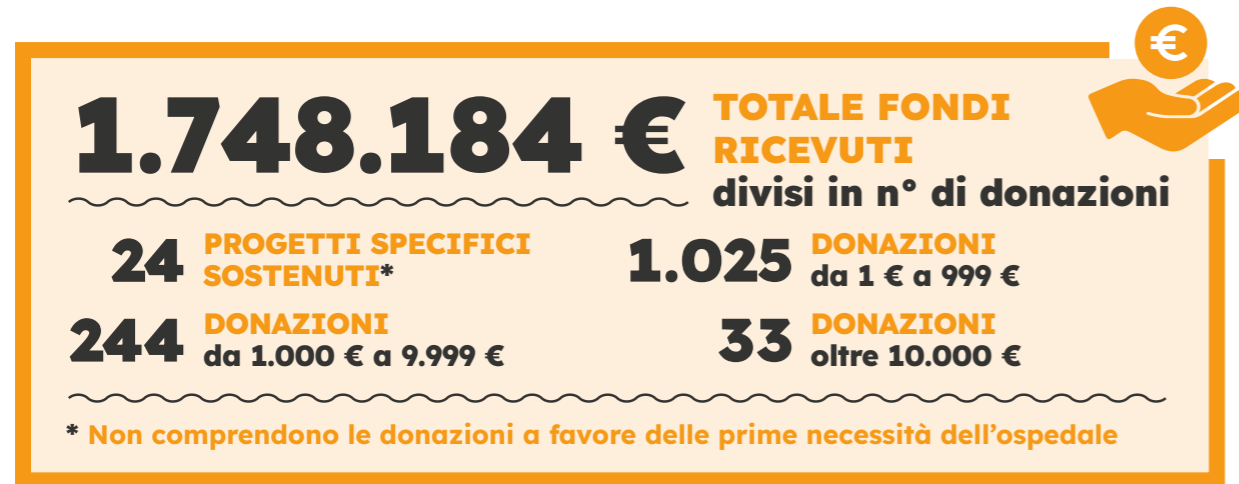 €
1.748.184 €
TOTALE FONDI
RICEVUTI
divisi in n° di donazioni
24
PROGETTI SPECIFICI
SOSTENUTI*
1.025
DONAZIONI
da 1 € a 999 €
244
DONAZIONI
da 1.000 € a 9.999 €
33
DONAZIONI
oltre 10.000 €
* Non comprendono le donazioni a favore delle prime necessità dell’ospedale